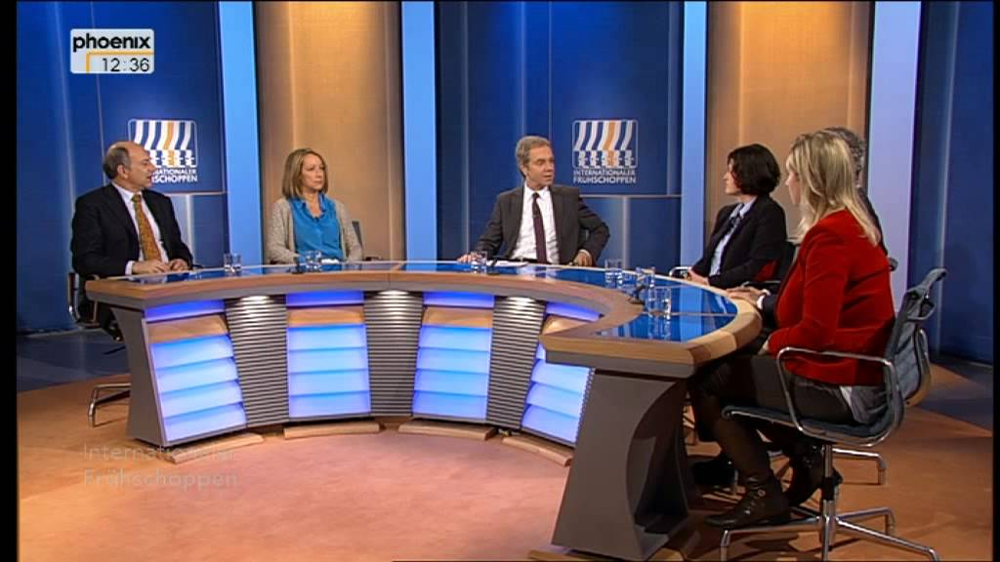 phoenix
12:36
INTERNATIONALER
FRÜHSCHOPPEN
INTERNATIONALER
FRÜHSCHOPPEN
Internationaler
Frühschoppen